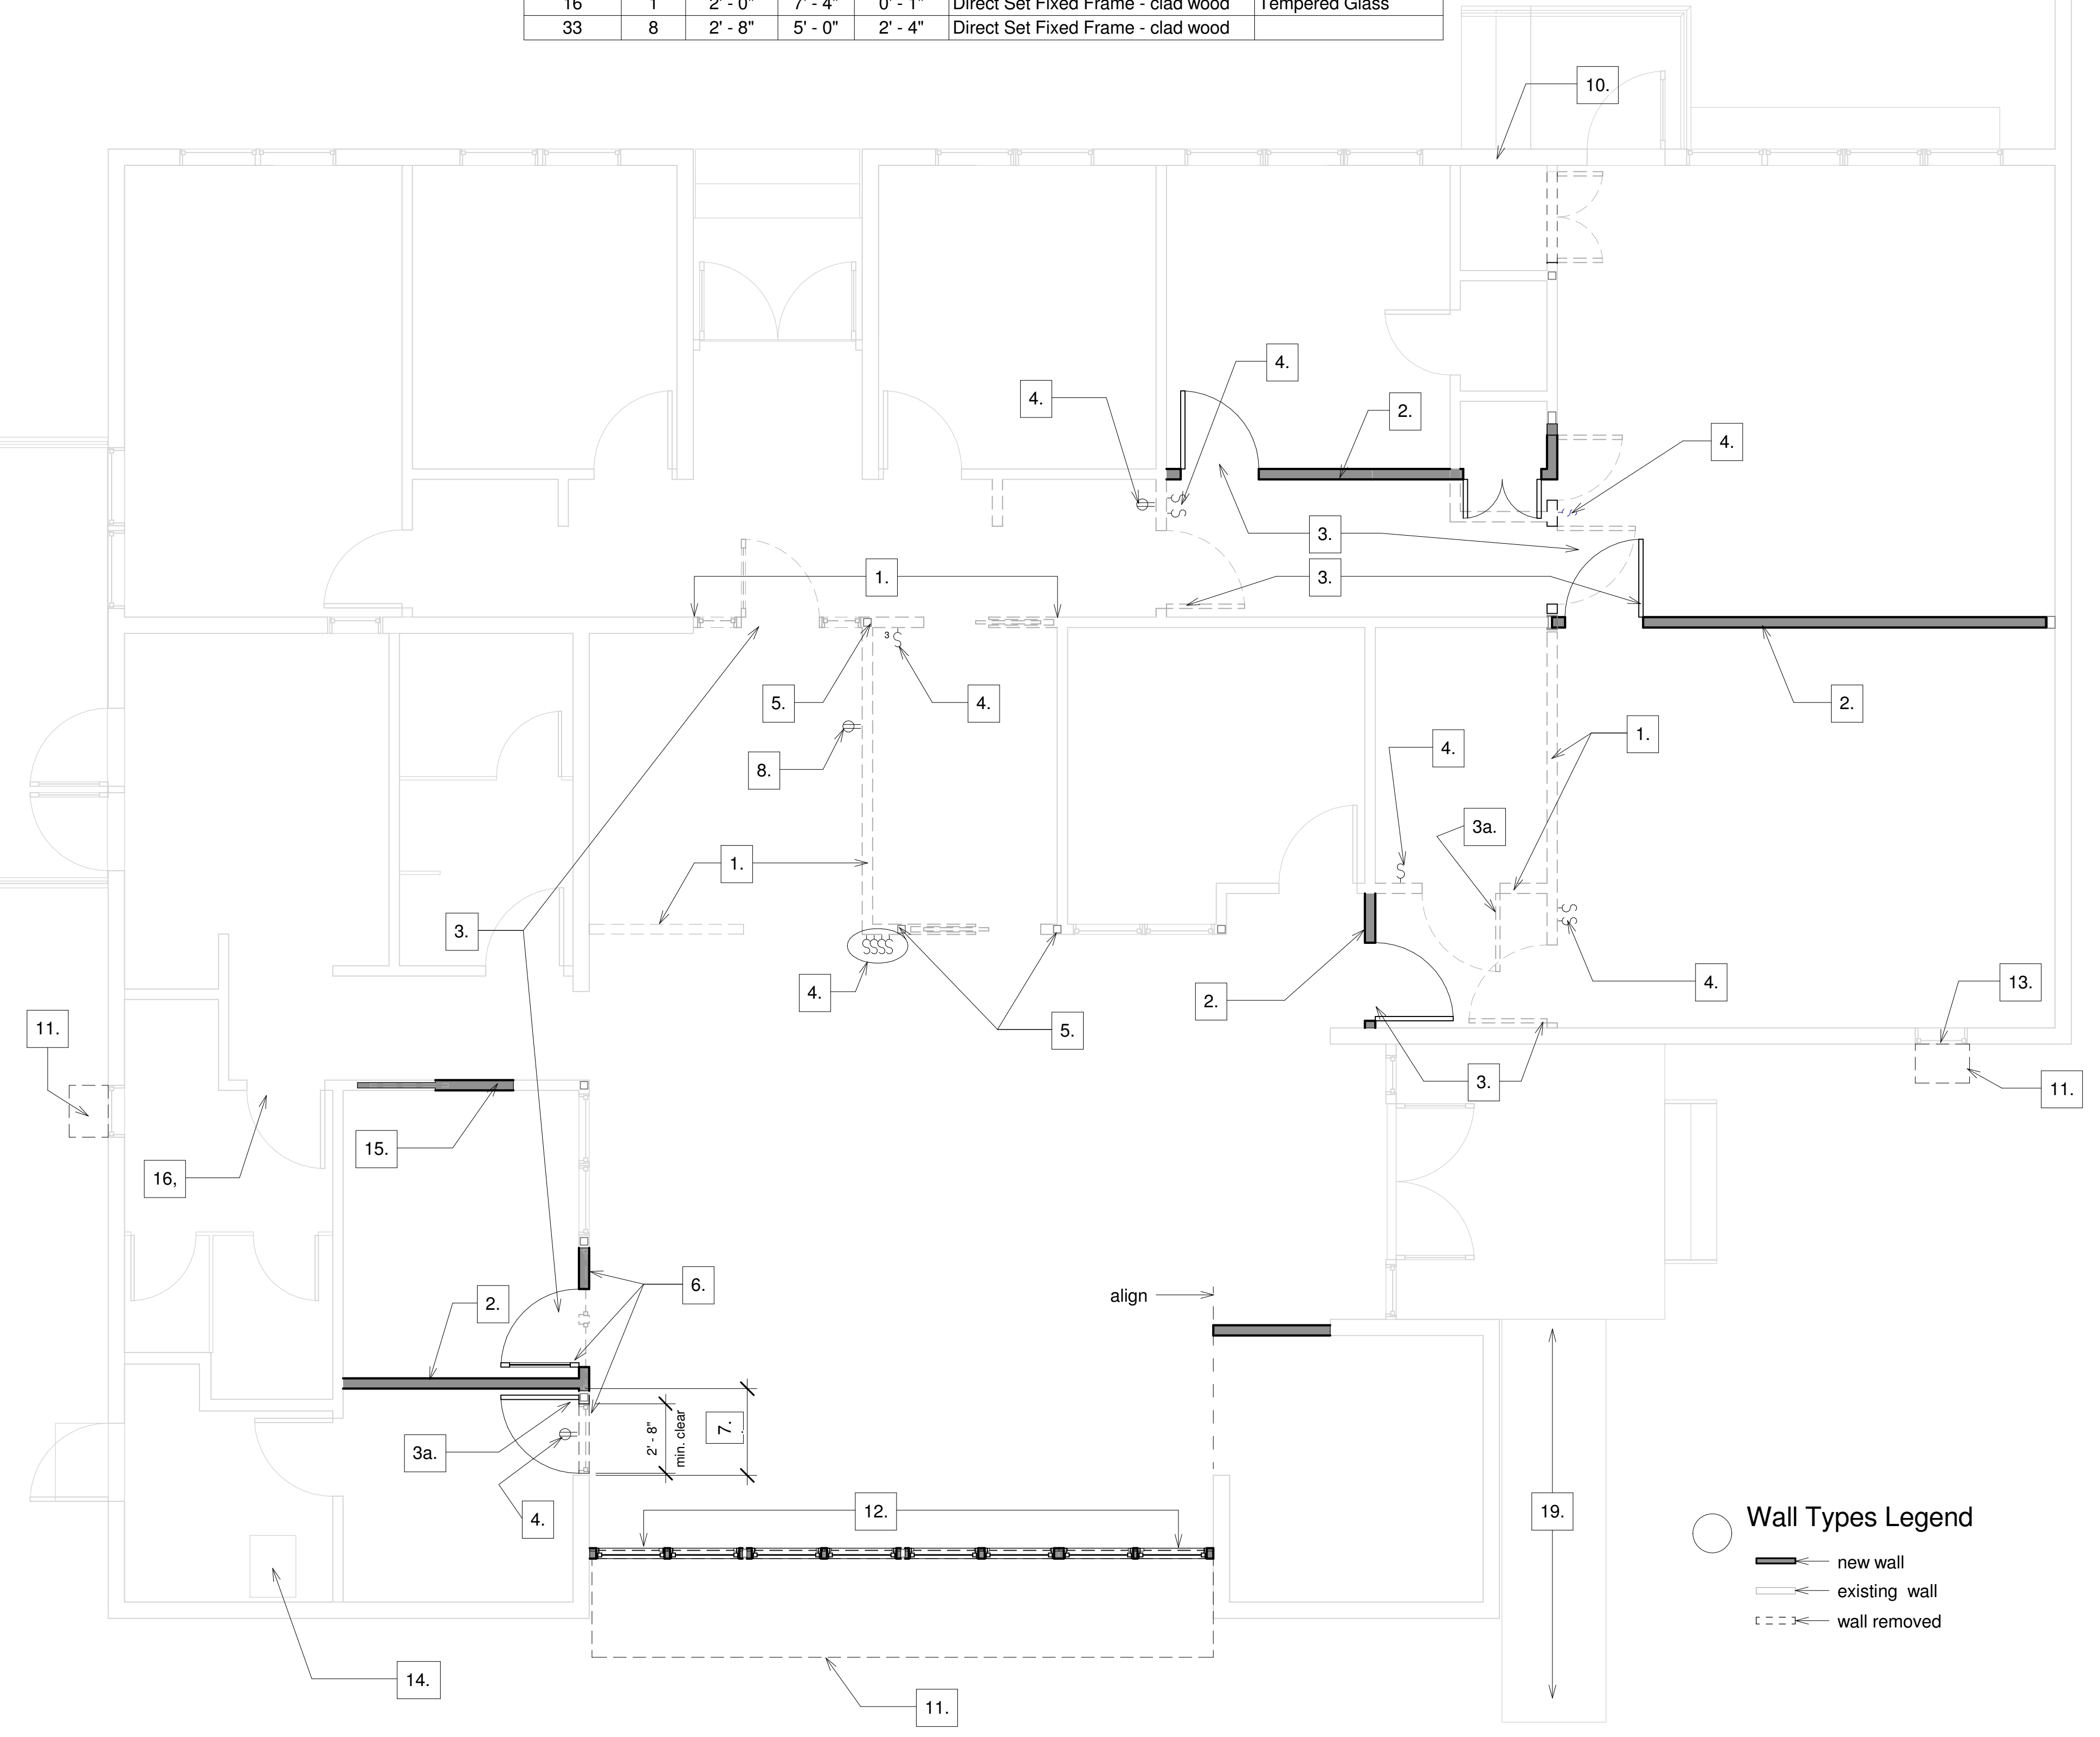 16 1 2' - 0" 7' - 4" 0' - 1" Direct Set Fixed Frame - clad wood Tempered Glass
33 8 2' - 8" 5' - 0" 2' - 4" Direct Set Fixed Frame - clad wood
10.
4.
4.
2.
4.
3.
1.
3.
3
S
S
S
5.
4.
2.
8.
1.
4.
3a.
1.
S
3.
S
S
SSSS
4.
2.
4.
13.
5.
11.
3.
11.
15.
16,
6.
2.
align
7.
2' - 8"
min. clear
3a.
4.
12.
19.
Wall Types Legend
new wall
existing wall
wall removed
14.
11.